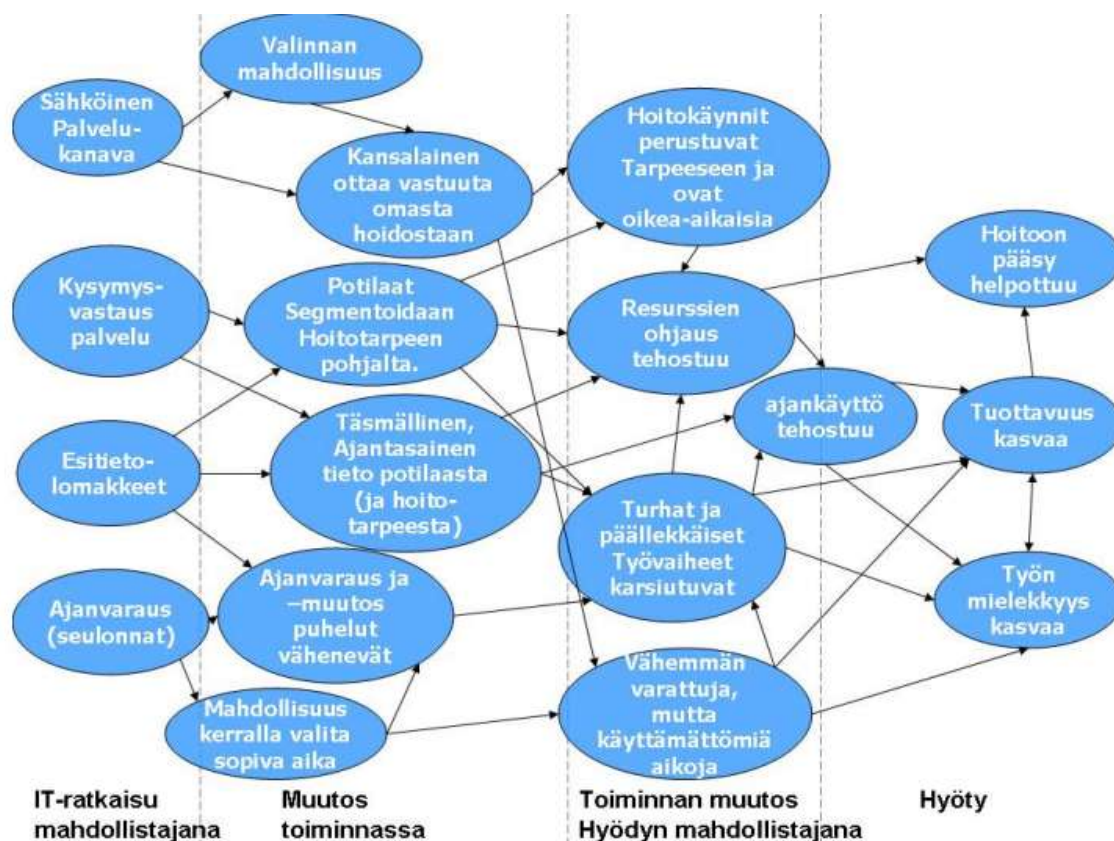 Valinnan
mahdollisuus
Sähköinen
Palvelu-
kanava
Kansalainen
ottaa vastuuta
omasta
hoidostaan
Hoitokäynnit
perustuvat
Tarpeeseen ja
ovat
oikea-aikaisia
Hoitoon
pääsy
helpottuu
Kysymys-
vastaus
palvelu
Potilaat
Segmentoidaan
Hoitotarpeen
pohjalta.
Resurssien
ohjaus
tehostuu
ajankäyttö
tehostuu
Tuottavuus
kasvaa
Esitieto-
lomakkeet
Täsmällinen,
Ajantasainen
tieto potilaasta
(ja hoito-
tarpeesta)
Turhat ja
päällekkäiset
Työvaiheet
karsiutuvat
Työn
mielekkyys
kasvaa
Ajanvaraus
(seulonnat)
Ajanvaraus ja
–muutos
puhelut
vähenevät
Mahdollisuus
kerralla valita
sopiva aika
Vähemmän
varattuja,
mutta
käyttämättömiä
aikoja
IT-ratkaisu
mahdollistajana
Muutos
toiminnassa
Toiminnan muutos
Hyödyn mahdollistajana
Hyöty